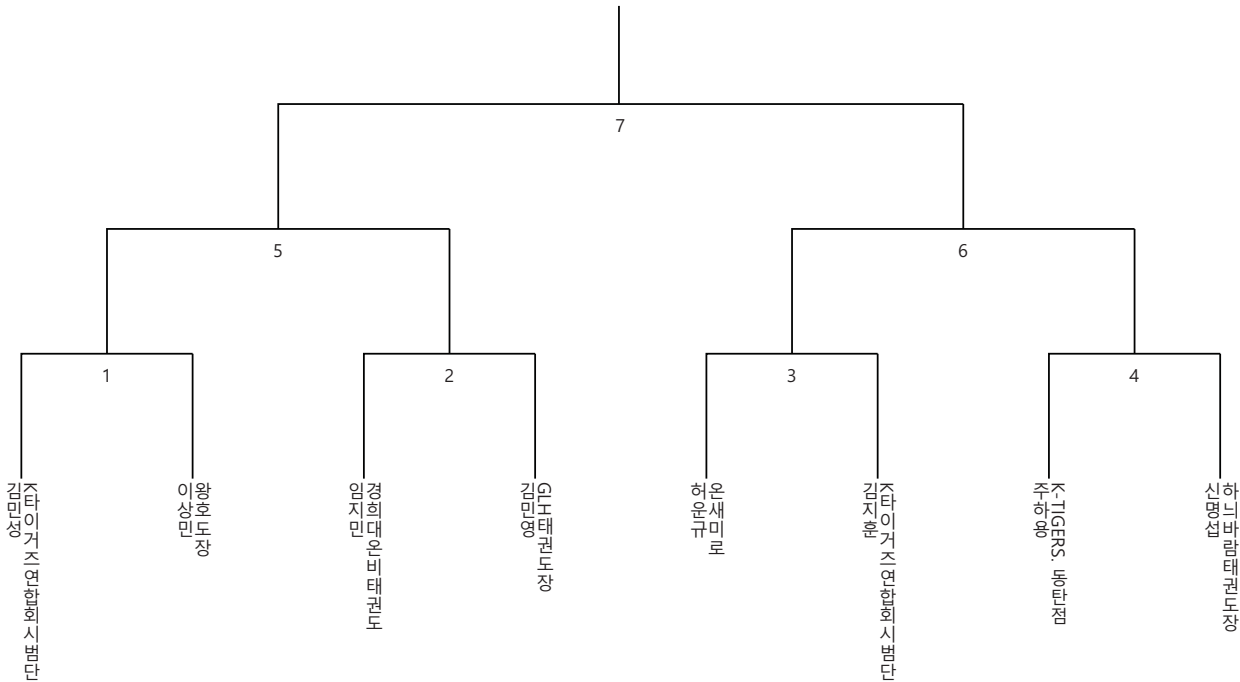 7
5
6
1
2
3
4
K타이거즈연합회시범단
김민성
왕호도장
이상민
경희대온비태권도
임지민
GLH태권도장
김민영
온새미로
허운규
K타이거즈연합회시범단
김지훈
K-TIGERS. 동탄점
주하용
하늬바람태권도장
신명섭